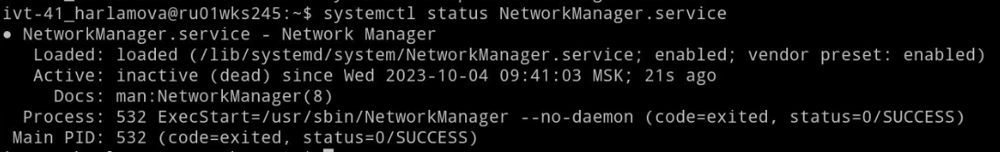 ivt-41_harlamova@ru01wks245:~$ systemctl status NetworkManager.service
● NetworkManager.service - Network Manager
Loaded: loaded (/lib/systemd/system/NetworkManager.service; enabled; vendor preset: enabled)
Active: inactive (dead) since Wed 2023-10-04 09:41:03 MSK; 21s ago
Docs: man:NetworkManager(8)
Process: 532 ExecStart=/usr/sbin/NetworkManager --no-daemon (code=exited, status=0/SUCCESS)
Main PID: 532 (code=exited, status=0/SUCCESS)